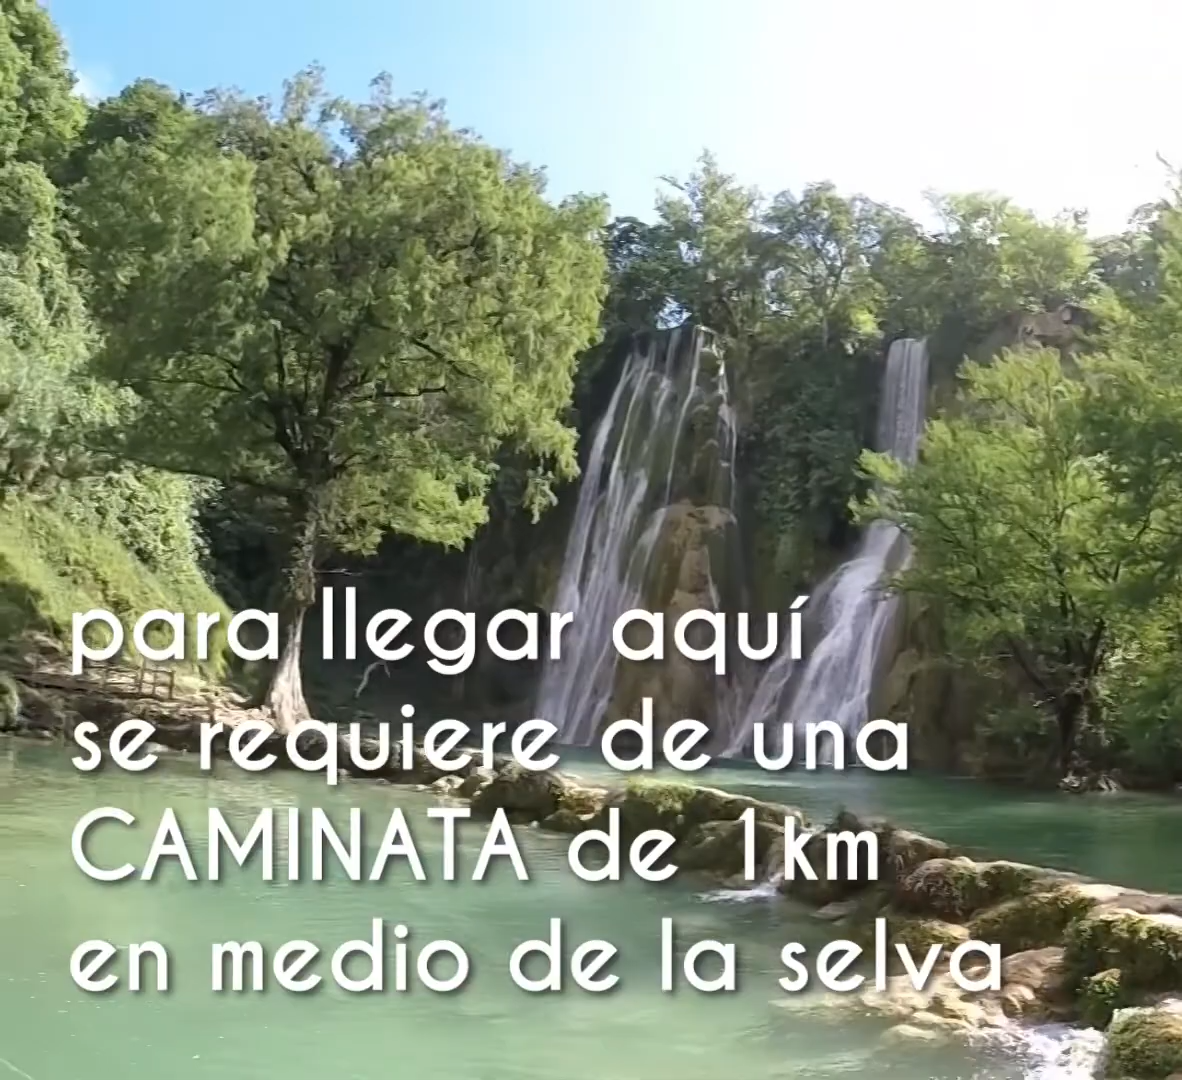 para llegar aquí
se requiere de una
CAMINATA de 1km
en medio de la selva